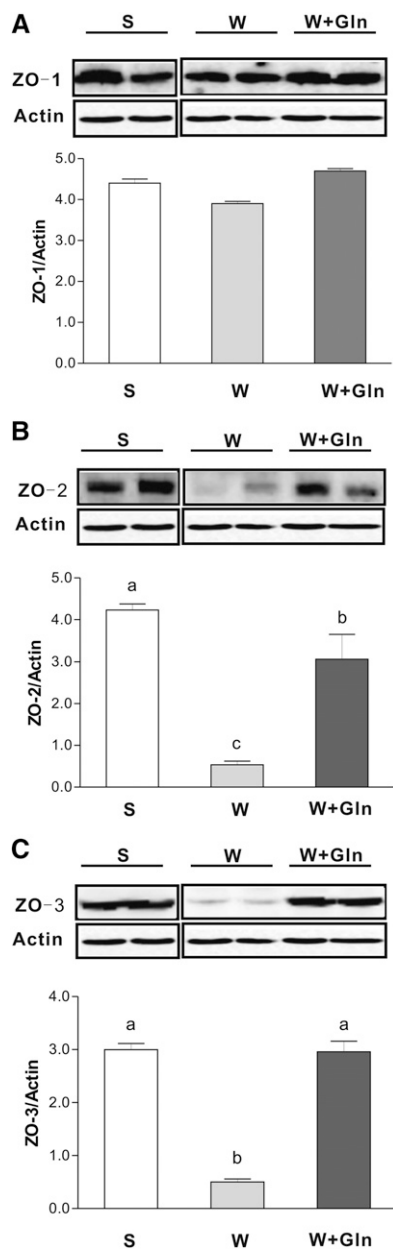 A
S W W+Gln
ZO-1
Actin
5.0
4.0
3.0
2.0
1.0
0.0
ZO-1/Actin
S W W+Gln
B
S W W+Gln
ZO-2
Actin
5.0
4.0
3.0
2.0
1.0
0.0
ZO-2/Actin
a
b
c
S W W+Gln
C
S W W+Gln
ZO-3
Actin
4.0
3.0
2.0
1.0
0.0
ZO-3/Actin
a a
b
S W W+Gln